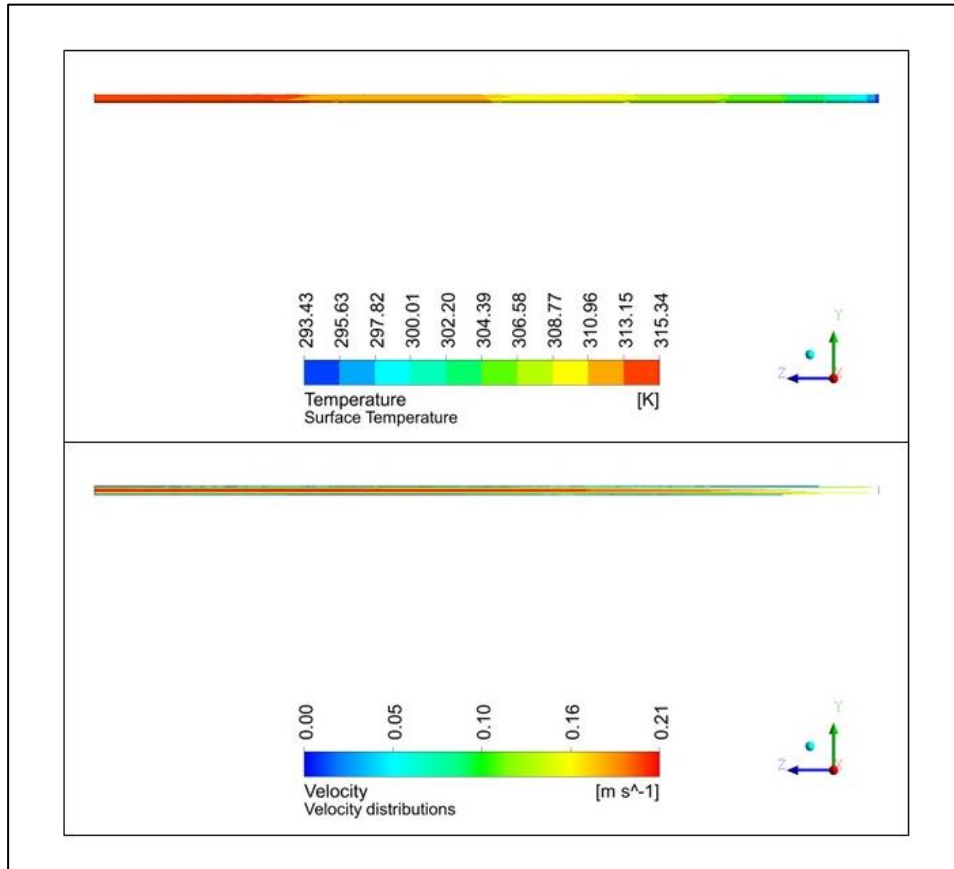 293.43
295.63
297.82
300.01
302.20
304.39
306.58
308.77
310.96
313.15
315.34
Temperature [K]
Surface Temperature
Y
Z X
0.00
0.05
0.10
0.16
0.21
Velocity [m s^-1]
Velocity distributions
Y
Z X